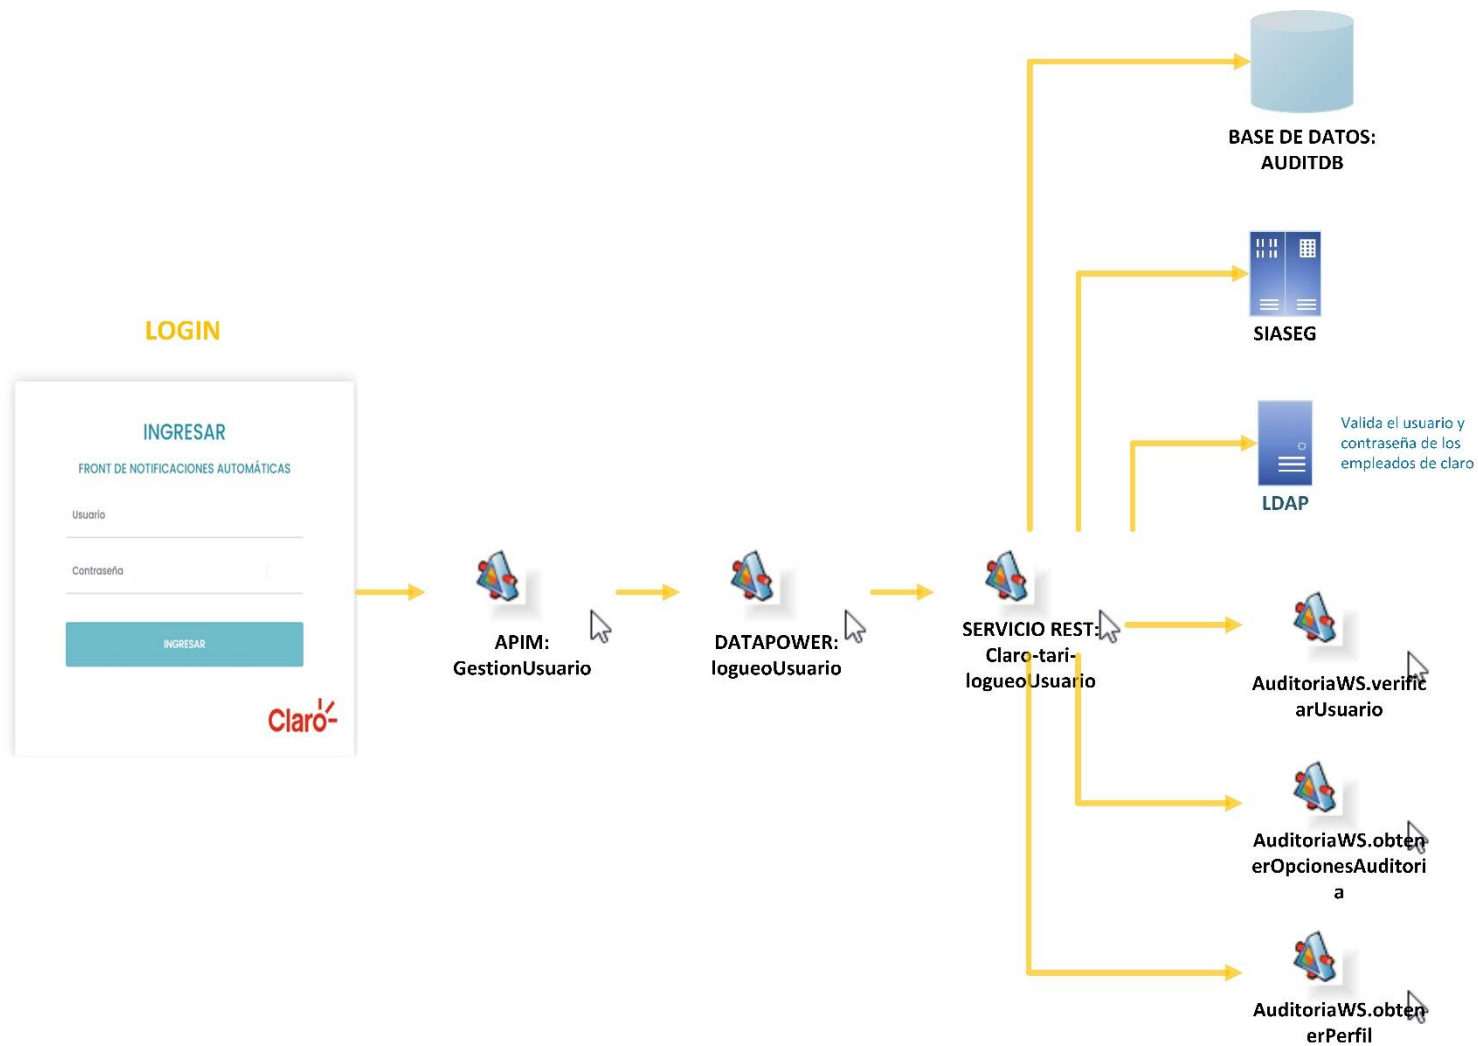 BASE DE DATOS:
AUDITDB
SIASEG
LOGIN
INGRESAR
FRONT DE NOTIFICACIONES AUTOMÁTICAS
Usuario
Contraseña
INGRESAR
Claro
Valida el usuario y
contraseña de los
empleados de claro
LDAP
APIM:
GestionUsuario
DATAPOWER:
logueoUsuario
SERVICIO REST:
Claro-tari-
logueoUsuario
AuditoriaWS.verific
arUsuario
AuditoriaWS.obten
erOpcionesAuditori
a
AuditoriaWS.obten
erPerfil